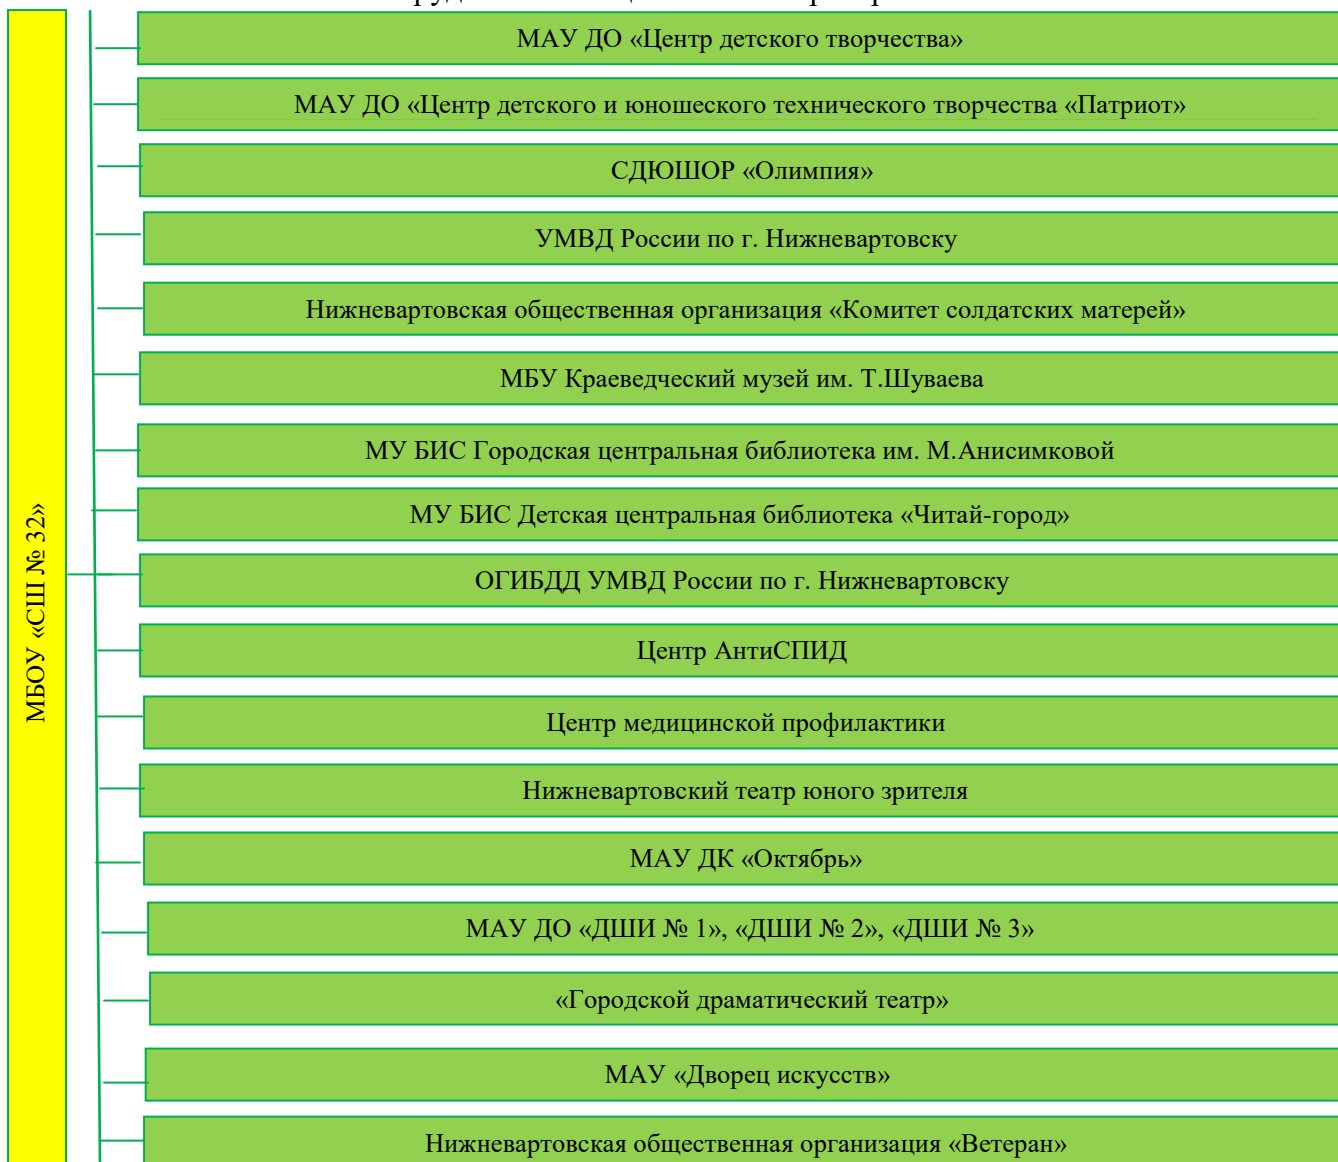 МАУ ДО «Центр детского творчества»
МАУ ДО «Центр детского и юношеского технического творчества «Патриот»
СДЮШОР «Олимпия»
УМВД России по г. Нижневартовску
Нижневартовская общественная организация «Комитет солдатских матерей»
МБУ Краеведческий музей им. Т.Шуваева
МУ БИС Городская центральная библиотека им. М.Анисимковой
МУ БИС Детская центральная библиотека «Читай-город»
МБОУ «СШ № 32»
ОГИБДД УМВД России по г. Нижневартовску
Центр АнтиСПИД
Центр медицинской профилактики
Нижневартовский театр юного зрителя
МАУ ДК «Октябрь»
МАУ ДО «ДШИ № 1», «ДШИ № 2», «ДШИ № 3»
«Городской драматический театр»
МАУ «Дворец искусств»
Нижневартовская общественная организация «Ветеран»